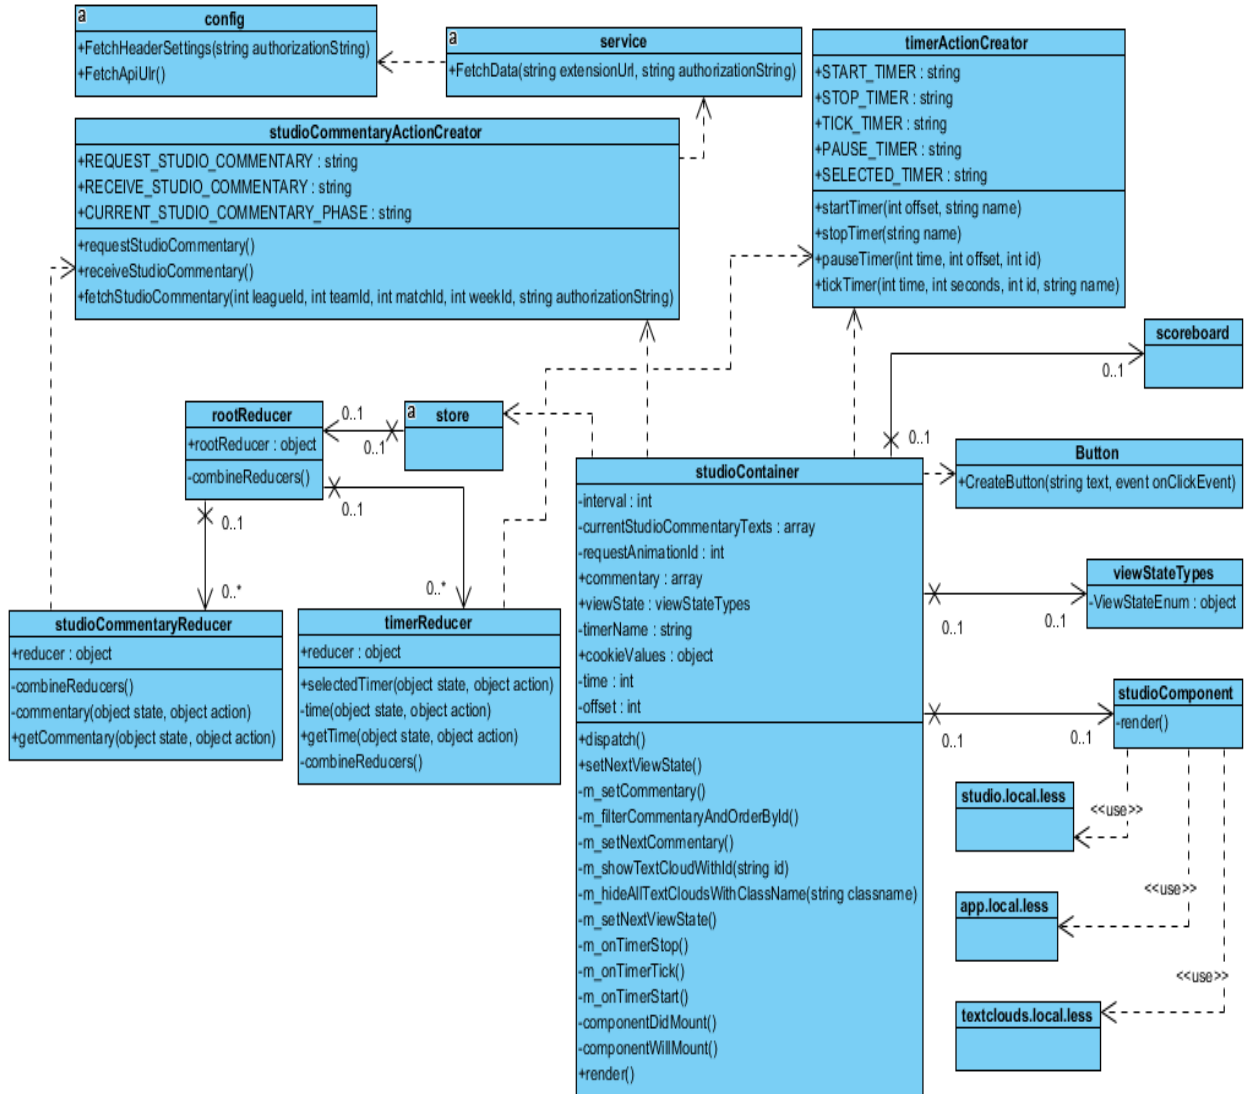 a
config
+FetchHeaderSettings(string authorizationString)
+FetchApiUlr()
a
service
+FetchData(string extensionUrl, string authorizationString)
timerActionCreator
+START_TIMER : string
+STOP_TIMER : string
+TICK_TIMER : string
+PAUSE_TIMER : string
+SELECTED_TIMER : string
+startTimer(int offset, string name)
+stopTimer(string name)
+pauseTimer(int time, int offset, int id)
+tickTimer(int time, int seconds, int id, string name)
studioCommentaryActionCreator
+REQUEST_STUDIO_COMMENTARY : string
+RECEIVE_STUDIO_COMMENTARY : string
+CURRENT_STUDIO_COMMENTARY_PHASE : string
+requestStudioCommentary()
+receiveStudioCommentary()
+fetchStudioCommentary(int leagueId, int teamId, int matchId, int weekId, string authorizationString)
scoreboard
0..1
0..1
rootReducer
+rootReducer : object
-combineReducers()
0..1
0..1
a
store
0..1
0..*
0..1
0..*
studioCommentaryReducer
+reducer : object
-combineReducers()
-commentary(object state, object action)
+getCommentary(object state, object action)
timerReducer
+reducer : object
+selectedTimer(object state, object action)
-time(object state, object action)
+getTime(object state, object action)
-combineReducers()
studioContainer
-interval : int
-currentStudioCommentaryTexts : array
-requestAnimationId : int
+commentary : array
+viewState : viewStateTypes
-timerName : string
+cookieValues : object
-time : int
-offset : int
+dispatch()
+setNextViewState()
-m_setCommentary()
-m_filterCommentaryAndOrderById()
-m_setNextCommentary()
-m_showTextCloudWithId(string id)
-m_hideAllTextCloudsWithClassName(string classname)
-m_setNextViewState()
-m_onTimerStop()
-m_onTimerTick()
-m_onTimerStart()
-componentDidMount()
-componentWillMount()
+render()
Button
+CreateButton(string text, event onClickEvent)
viewStateTypes
-ViewStateEnum : object
0..1
0..1
studioComponent
-render()
0..1
0..1
studio.local.less
<<use>>
app.local.less
<<use>>
textclouds.local.less
<<use>>